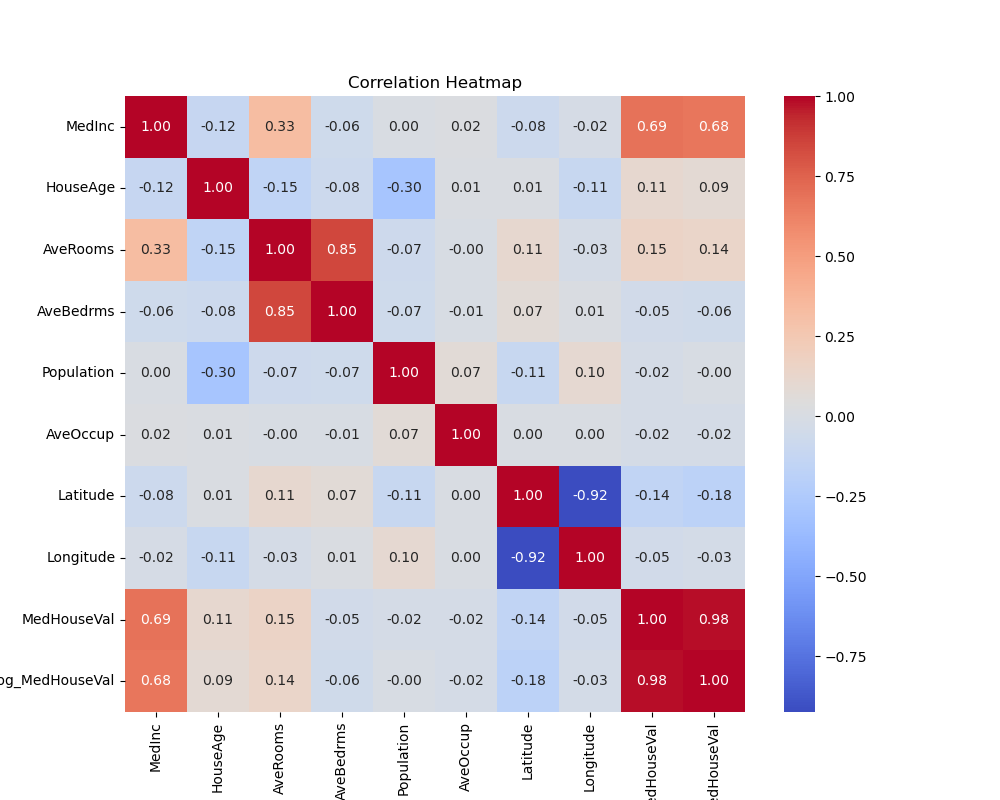 Correlation Heatmap
MedInc 1.00 -0.12 0.33 -0.06 0.00 0.02 -0.08 -0.02 0.69 0.68
HouseAge -0.12 1.00 -0.15 -0.08 -0.30 0.01 0.01 -0.11 0.11 0.09
AveRooms 0.33 -0.15 1.00 0.85 -0.07 -0.00 0.11 -0.03 0.15 0.14
AveBedrms -0.06 -0.08 0.85 1.00 -0.07 -0.01 0.07 0.01 -0.05 -0.06
Population 0.00 -0.30 -0.07 -0.07 1.00 0.07 -0.11 0.10 -0.02 -0.00
AveOccup 0.02 0.01 -0.00 -0.01 0.07 1.00 0.00 0.00 -0.02 -0.02
Latitude -0.08 0.01 0.11 0.07 -0.11 0.00 1.00 -0.92 -0.14 -0.18
Longitude -0.02 -0.11 -0.03 0.01 0.10 0.00 -0.92 1.00 -0.05 -0.03
MedHouseVal 0.69 0.11 0.15 -0.05 -0.02 -0.02 -0.14 -0.05 1.00 0.98
og_MedHouseVal 0.68 0.09 0.14 -0.06 -0.00 -0.02 -0.18 -0.03 0.98 1.00
MedInc
HouseAge
AveRooms
AveBedrms
Population
AveOccup
Latitude
Longitude
edHouseVal
edHouseVal
1.00
0.75
0.50
0.25
0.00
−0.25
−0.50
−0.75